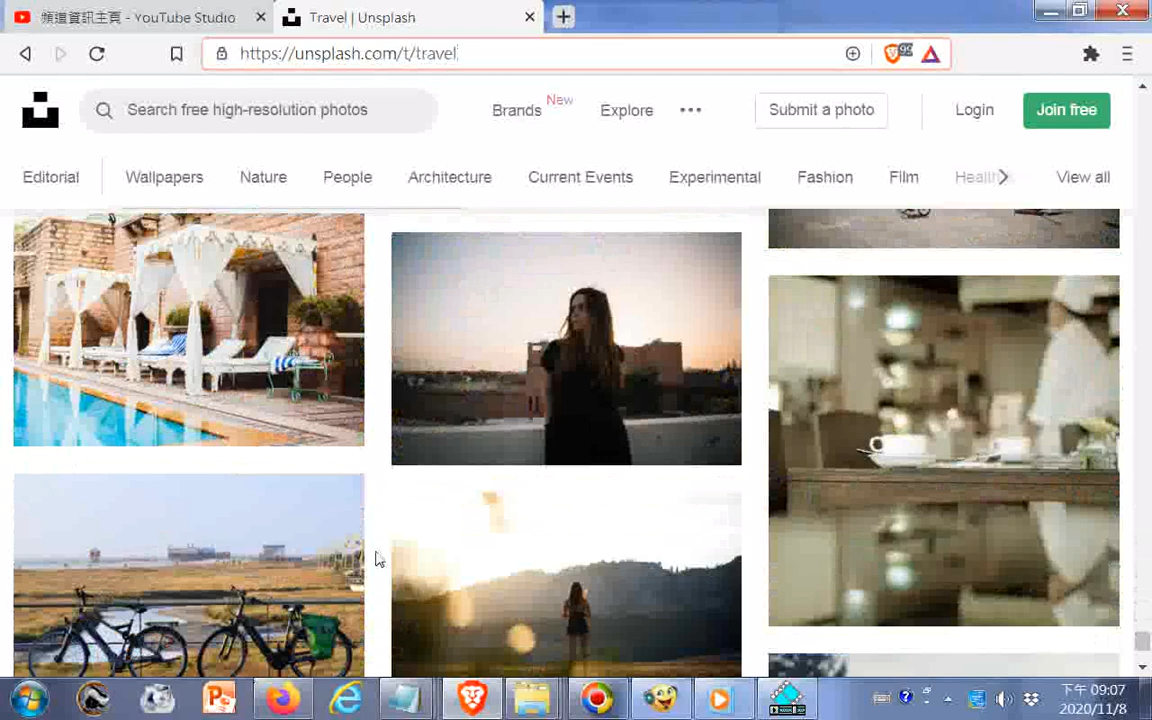 頻道資訊主頁 - YouTube Studio
Travel | Unsplash
https://unsplash.com/t/travel
99
Search free high-resolution photos
Brands
New
Explore
Submit a photo
Login
Join free
Editorial
Wallpapers
Nature
People
Architecture
Current Events
Experimental
Fashion
Film
Health
View all
下午 09:07
2020/11/8